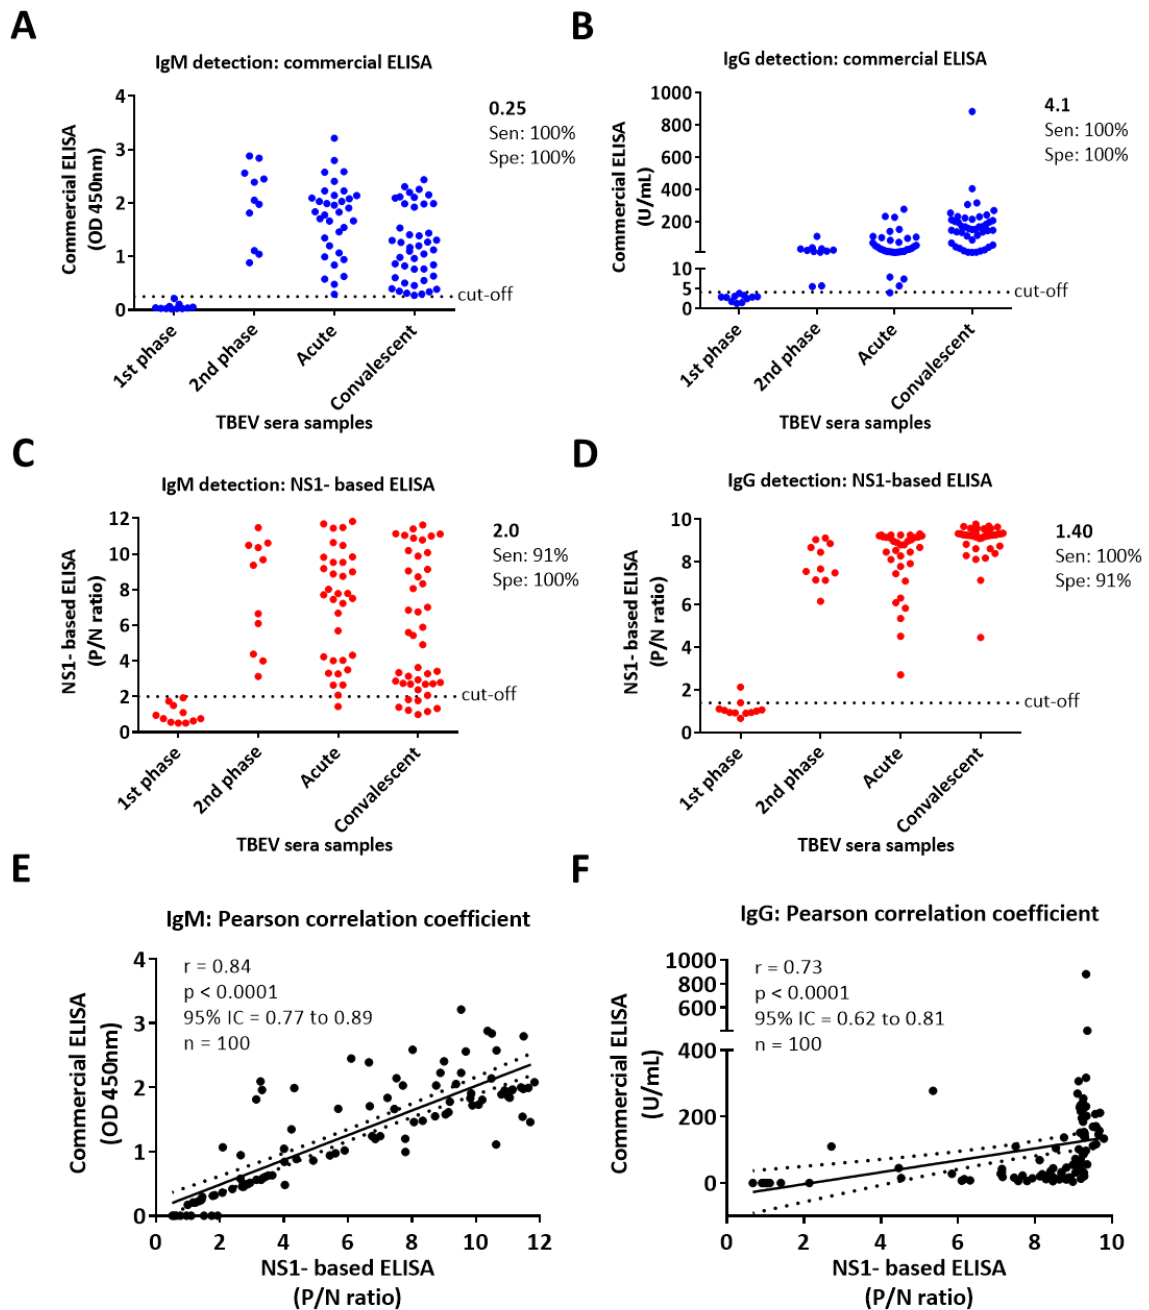 A
IgM detection: commercial ELISA
Commercial ELISA
(OD 450nm)
4
3
2
1
0
0.25
Sen: 100%
Spe: 100%
cut-off
1st phase
2nd phase
Acute
Convalescent
TBEV sera samples
B
IgG detection: commercial ELISA
Commercial ELISA
(U/mL)
1000
800
600
400
200
10
5
0
4.1
Sen: 100%
Spe: 100%
cut-off
1st phase
2nd phase
Acute
Convalescent
TBEV sera samples
C
IgM detection: NS1- based ELISA
NS1- based ELISA
(P/N ratio)
12
10
8
6
4
2
0
2.0
Sen: 91%
Spe: 100%
cut-off
1st phase
2nd phase
Acute
Convalescent
TBEV sera samples
D
IgG detection: NS1-based ELISA
NS1-based ELISA
(P/N ratio)
10
8
6
4
2
0
1.40
Sen: 100%
Spe: 91%
cut-off
1st phase
2nd phase
Acute
Convalescent
TBEV sera samples
E
IgM: Pearson correlation coefficient
Commercial ELISA
(OD 450nm)
4
3
2
1
0
r = 0.84
p < 0.0001
95% IC = 0.77 to 0.89
n = 100
0 2 4 6 8 10 12
NS1- based ELISA
(P/N ratio)
F
IgG: Pearson correlation coefficient
Commercial ELISA
(U/mL)
1000
800
600
400
200
0
r = 0.73
p < 0.0001
95% IC = 0.62 to 0.81
n = 100
0 2 4 6 8 10
NS1- based ELISA
(P/N ratio)